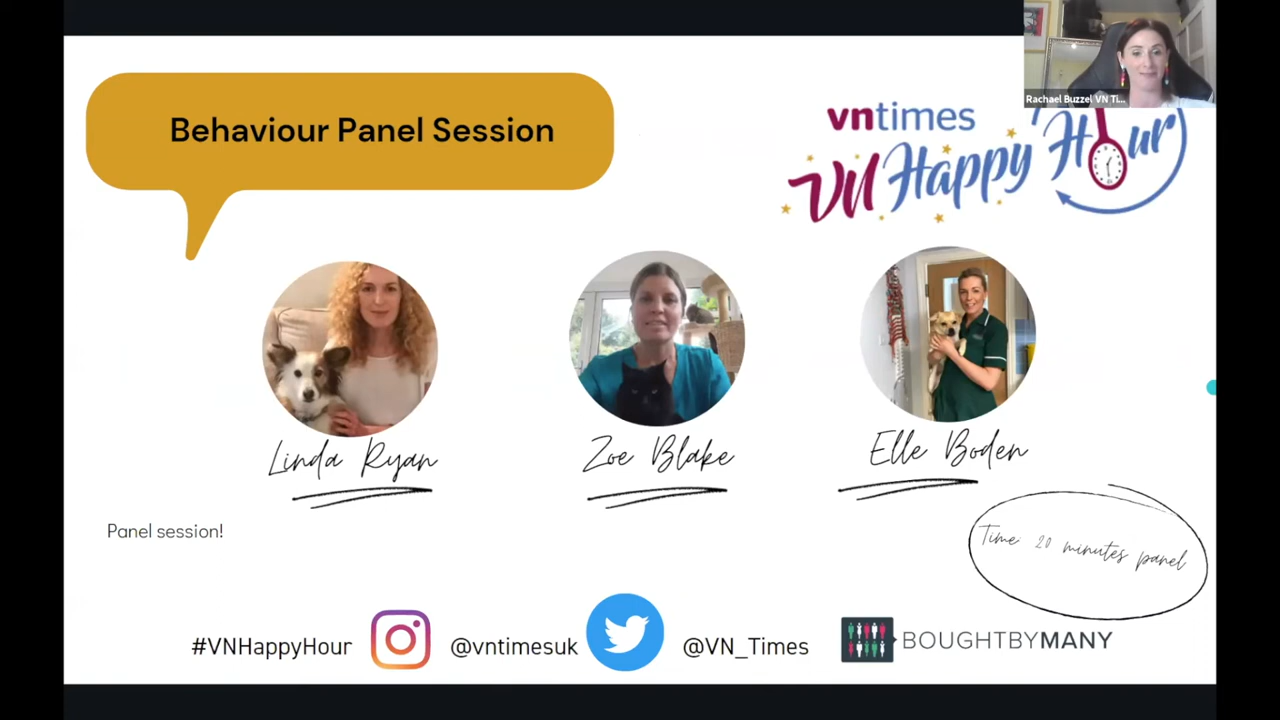 Behaviour Panel Session
Rachael Buzzel VN Ti...
vntimes
VN Happy Hour
Linda Ryan
Zoe Blake
Elle Boden
Panel session!
Time: 20 minutes panel
#VNHappyHour
@vntimesuk
@VN_Times
BOUGHTBYMANY